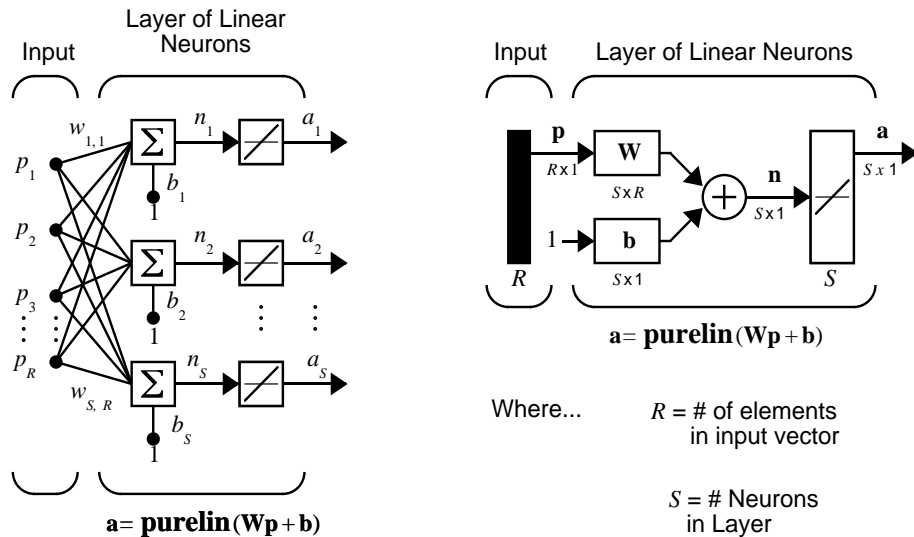 Layer of Linear
Neurons
Input
w1,1
n1
a1
p1
Σ
b1
1
p2
n2
a2
Σ
p3
b2
1
pR
nS
aS
Σ
wS, R
bS
1
a= purelin(Wp+b)
Input
Layer of Linear Neurons
p
W
a
R x 1
S x R
n
S x 1
+
S x 1
1
b
R
S x 1
S
a= purelin(Wp+b)
Where...
R = # of elements
in input vector
S = # Neurons
in Layer